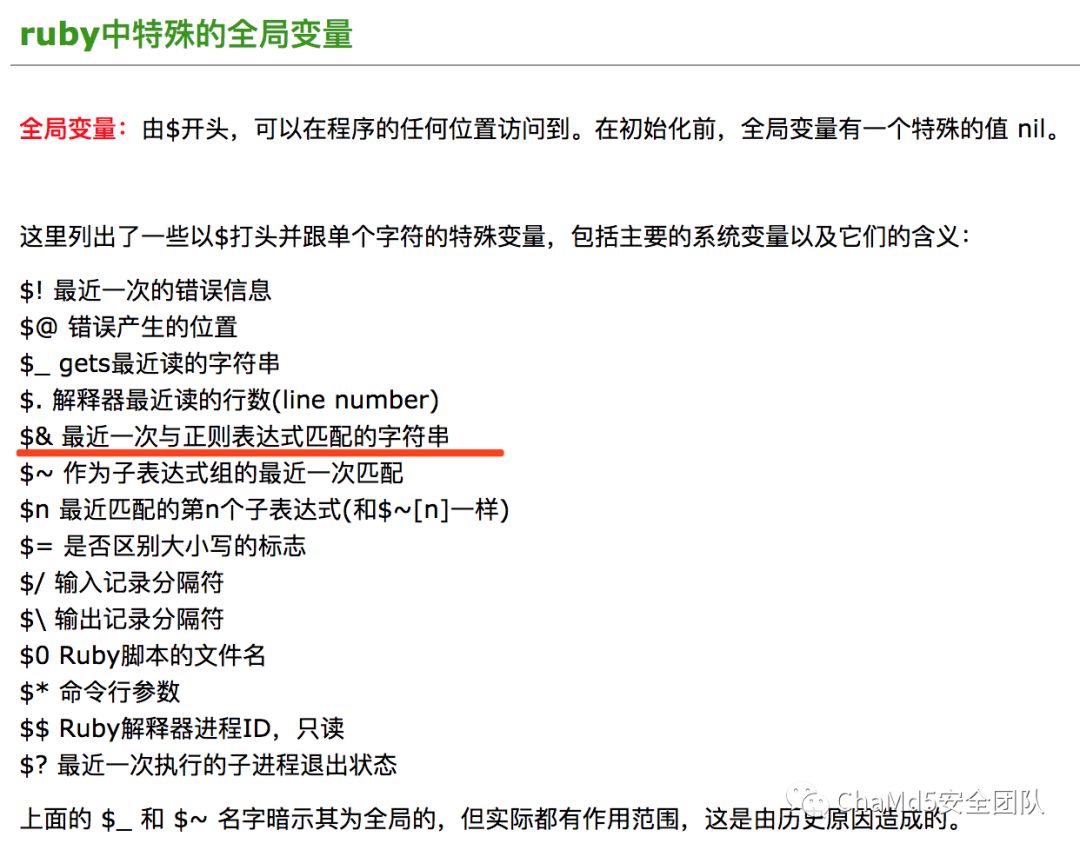 ruby中特殊的全局变量
全局变量：由$开头，可以在程序的任何位置访问到。在初始化前，全局变量有一个特殊的值 nil。
这里列出了一些以$打头并跟单个字符的特殊变量，包括主要的系统变量以及它们的含义：
$! 最近一次的错误信息
$@ 错误产生的位置
$_ gets最近读的字符串
$. 解释器最近读的行数(line number)
$& 最近一次与正则表达式匹配的字符串
$~ 作为子表达式组的最近一次匹配
$n 最近匹配的第n个子表达式(和$~[n]一样)
$= 是否区别大小写的标志
$/ 输入记录分隔符
$\ 输出记录分隔符
$0 Ruby脚本的文件名
$* 命令行参数
$$ Ruby解释器进程ID，只读
$? 最近一次执行的子进程退出状态
ChaMd5安全团队
上面的 $_ 和 $~ 名字暗示其为全局的，但实际都有作用范围，这是由历史原因造成的。